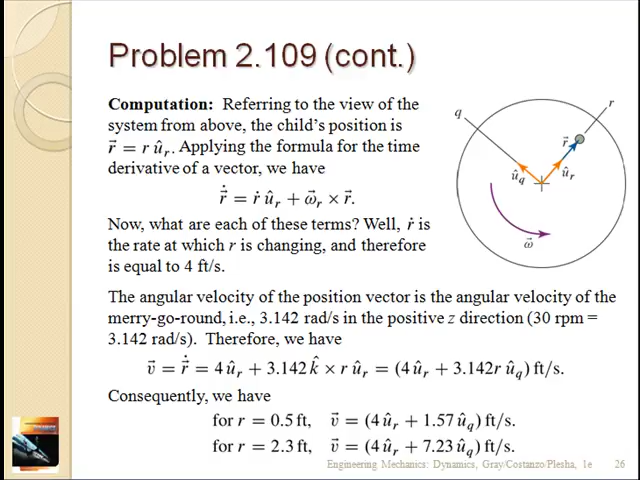 Problem 2.109 (cont.)
Computation: Referring to the view of the
system from above, the child's position is
r⃗ = r û_r. Applying the formula for the time
derivative of a vector, we have
r⃗̇ = ṙ û_r + ω⃗_r × r⃗.
Now, what are each of these terms? Well, ṙ is
the rate at which r is changing, and therefore
is equal to 4 ft/s.
q
r
r⃗
û_q
û_r
ω⃗
The angular velocity of the position vector is the angular velocity of the
merry-go-round, i.e., 3.142 rad/s in the positive z direction (30 rpm =
3.142 rad/s). Therefore, we have
v⃗ = r⃗̇ = 4 û_r + 3.142 k̂ × r û_r = (4 û_r + 3.142r û_q) ft/s.
Consequently, we have
for r = 0.5 ft, v⃗ = (4 û_r + 1.57 û_q) ft/s.
for r = 2.3 ft, v⃗ = (4 û_r + 7.23 û_q) ft/s.
Engineering Mechanics: Dynamics, Gray/Costanzo/Plesha, 1e 26